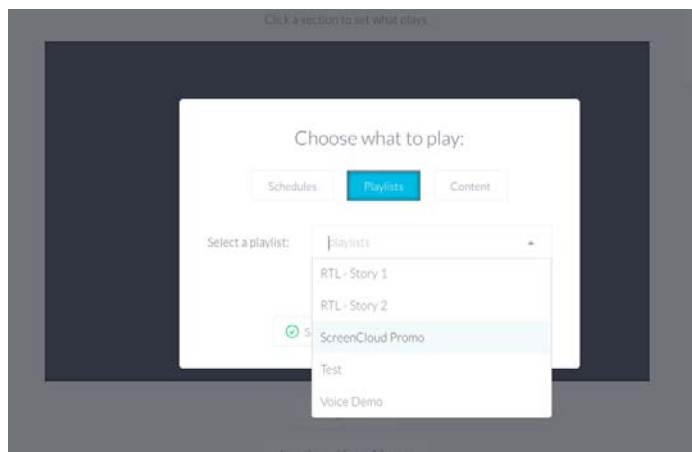 Click a section to set what plays.
Choose what to play:
Schedules Playlists Content
Select a playlist: playlists
RTL - Story 1
RTL - Story 2
S
ScreenCloud Promo
Test
Voice Demo